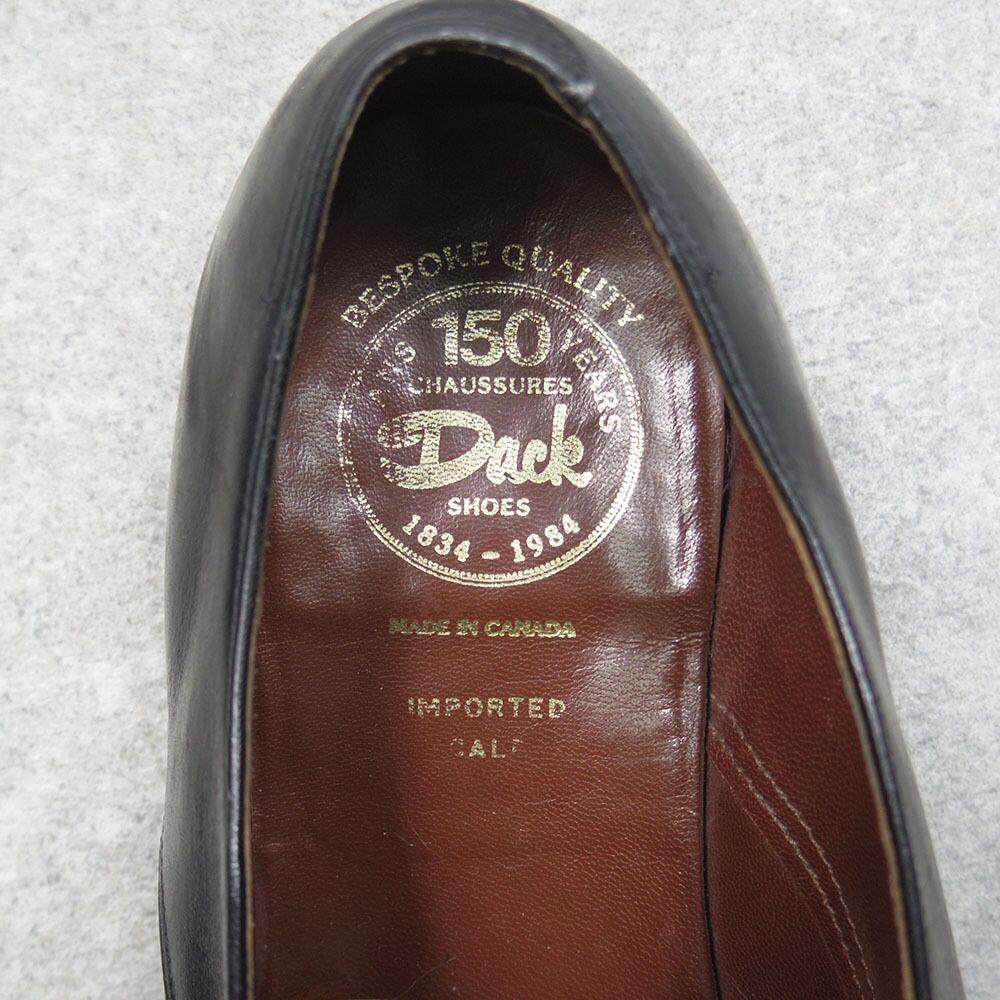 BESPOKE QUALITY
ANS 150 YEARS
CHAUSSURES
Dack
SHOES
1834 - 1984
MADE IN CANADA
IMPORTED
CALF